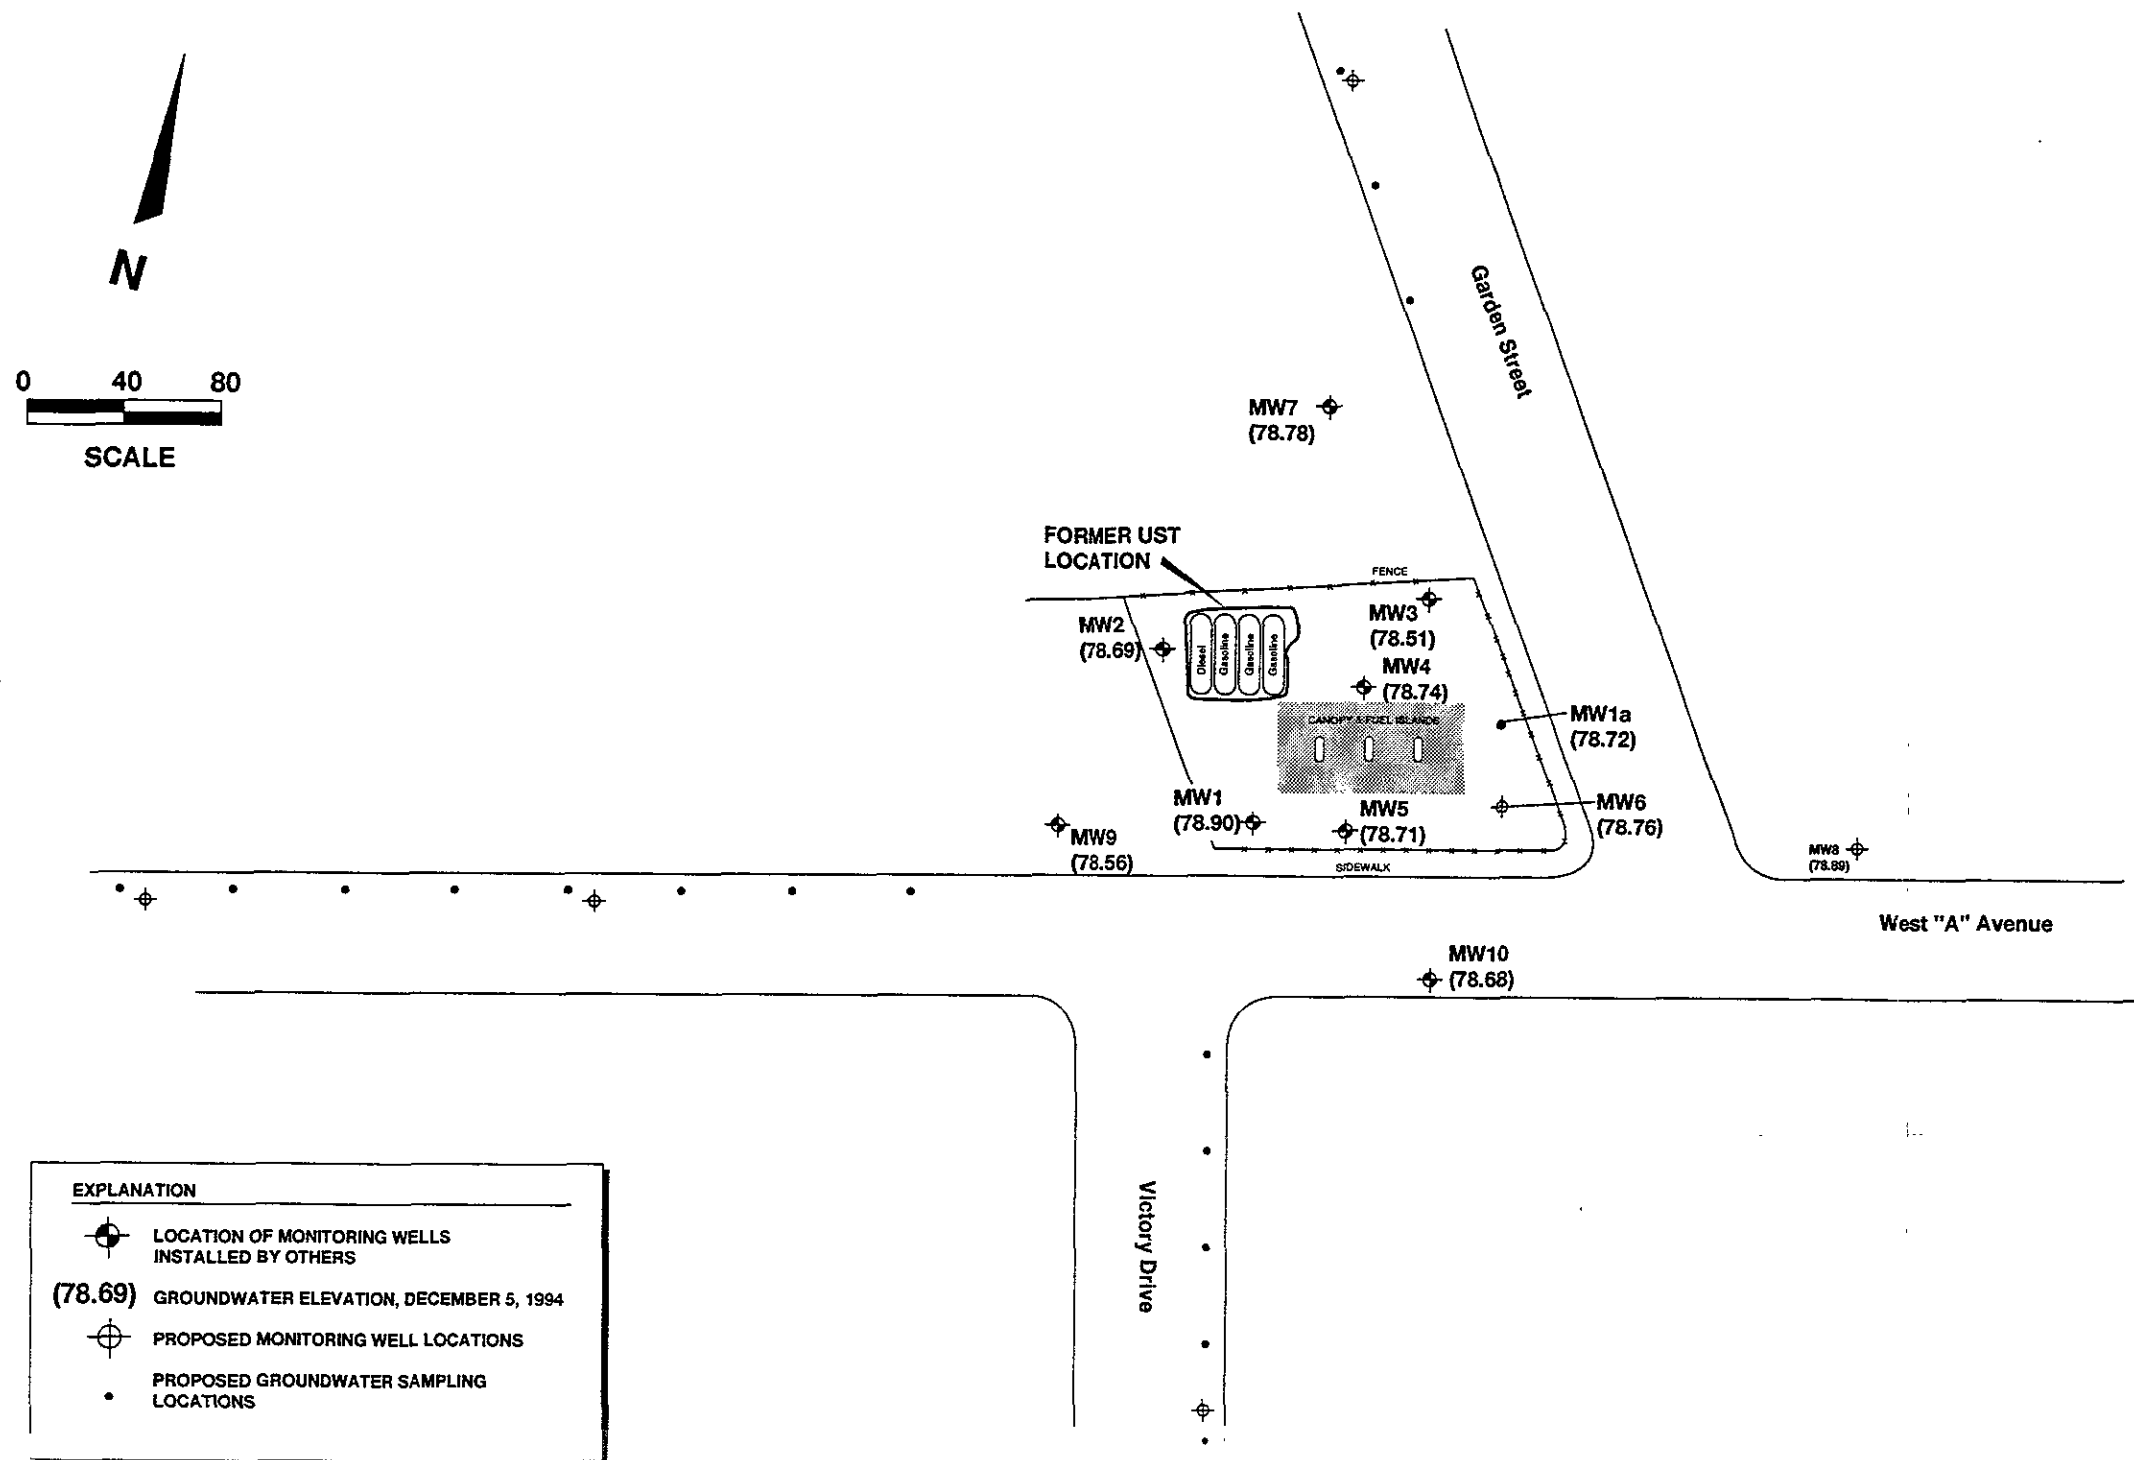 N
0 40 80
SCALE
Garden Street
MW7
(78.78)
FORMER UST
LOCATION
FENCE
MW2
(78.69)
Diesel
Gasoline
Gasoline
Gasoline
MW3
(78.51)
MW4
(78.74)
CANOPY & FUEL ISLANDS
MW1a
(78.72)
MW1
(78.90)
MW5
(78.71)
MW6
(78.76)
MW9
(78.56)
SIDEWALK
MW8
(78.89)
West "A" Avenue
MW10
(78.68)
Victory Drive
EXPLANATION
LOCATION OF MONITORING WELLS
INSTALLED BY OTHERS
(78.69) GROUNDWATER ELEVATION, DECEMBER 5, 1994
PROPOSED MONITORING WELL LOCATIONS
PROPOSED GROUNDWATER SAMPLING
LOCATIONS